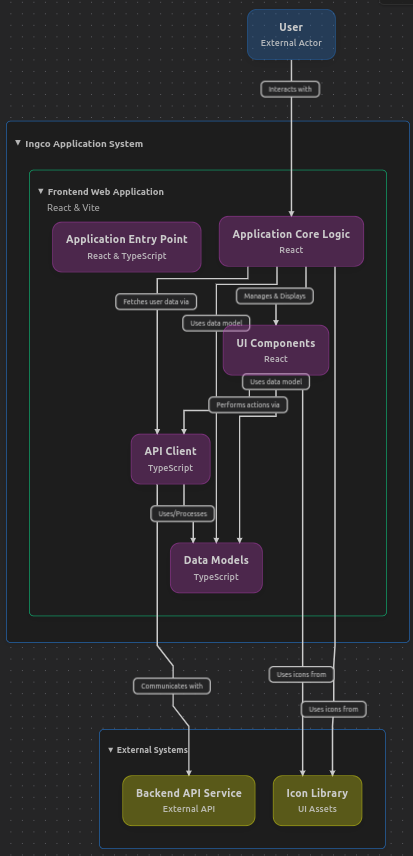 User
External Actor
Interacts with
Ingco Application System
Frontend Web Application
React & Vite
Application Entry Point
React & TypeScript
Application Core Logic
React
Fetches user data via
Manages & Displays
Uses data model
UI Components
React
Uses data model
Performs actions via
API Client
TypeScript
Uses/Processes
Data Models
TypeScript
Uses icons from
Communicates with
Uses icons from
External Systems
Backend API Service
External API
Icon Library
UI Assets